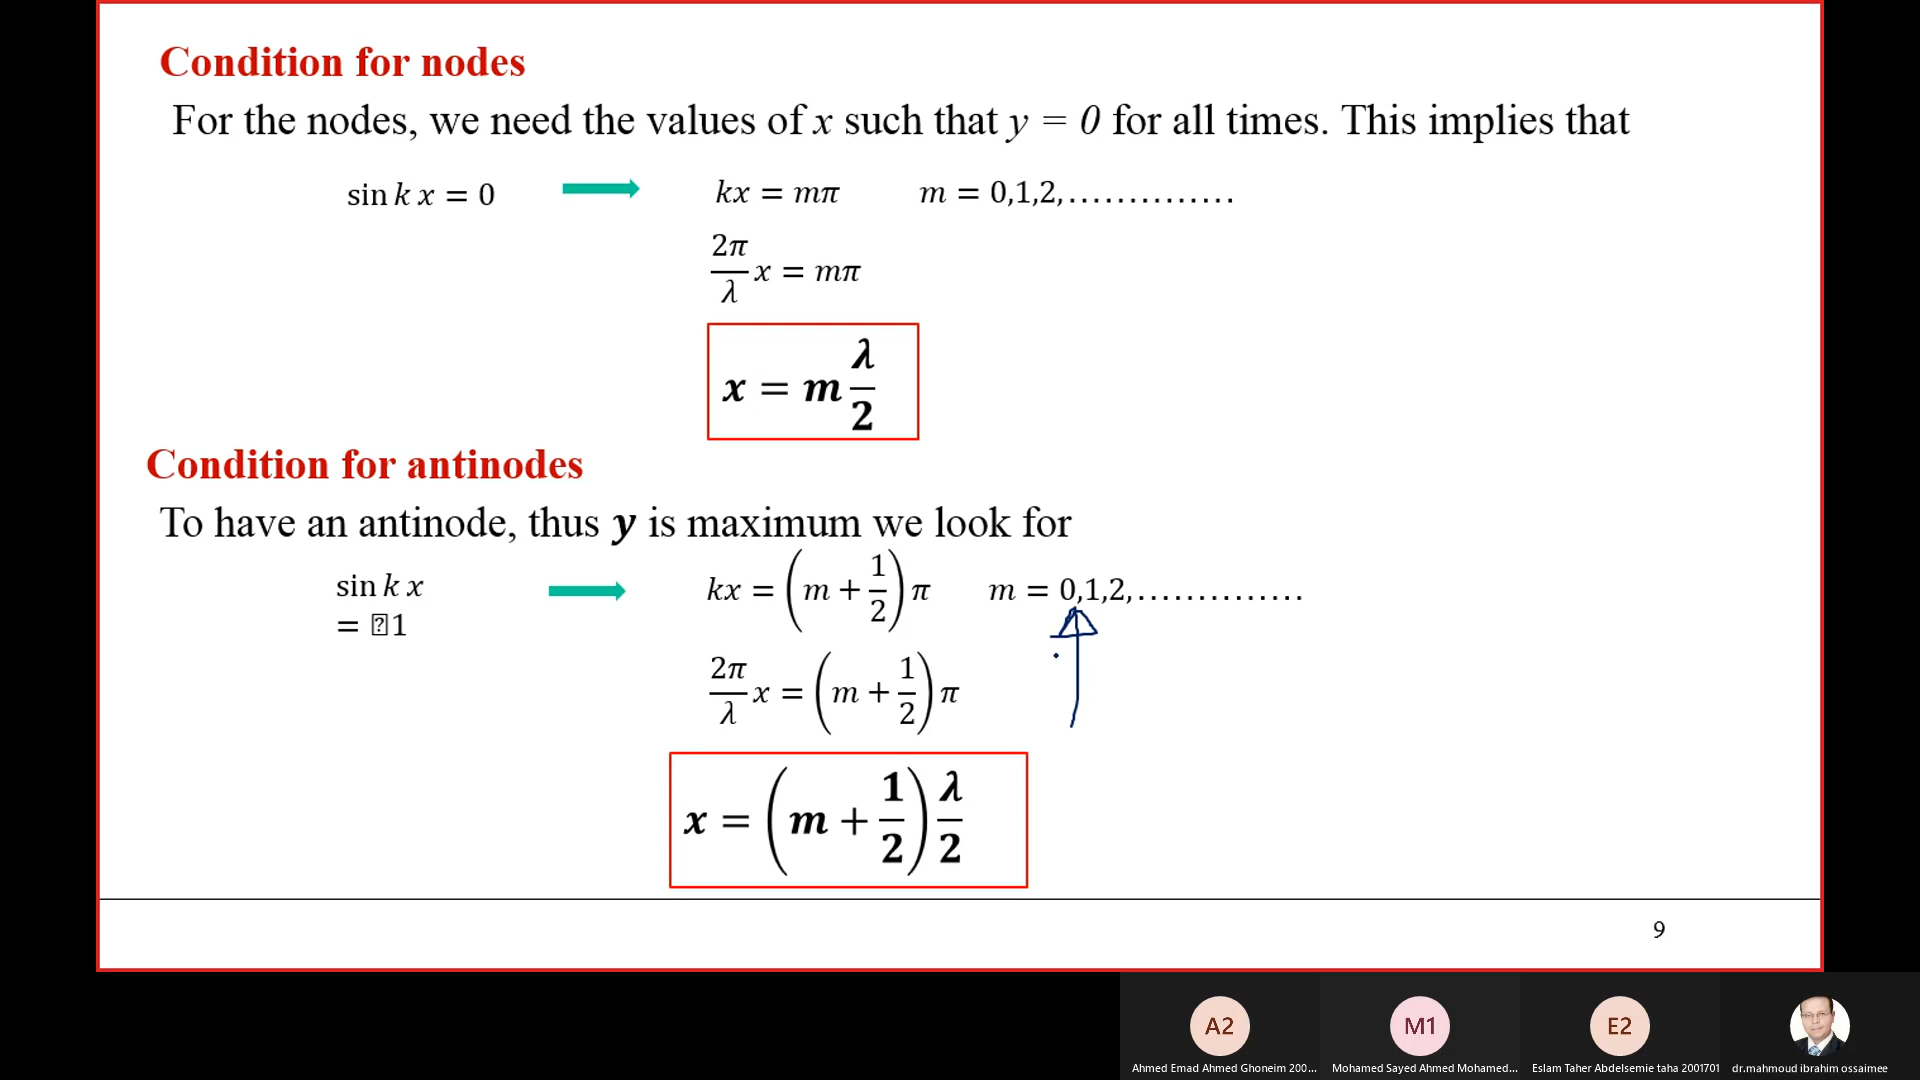 Condition for nodes
For the nodes, we need the values of x such that y = 0 for all times. This implies that
sin k x = 0    kx = mπ    m = 0,1,2,..............
2π/λ x = mπ
x = m λ/2
Condition for antinodes
To have an antinode, thus y is maximum we look for
sin k x = ⍰1    kx = (m + 1/2) π    m = 0,1,2,..............
2π/λ x = (m + 1/2) π
x = (m + 1/2) λ/2
9
A2    M1    E2
Ahmed Emad Ahmed Ghoneim 200...    Mohamed Sayed Ahmed Mohamed...    Eslam Taher Abdelsemie taha 2001701    dr.mahmoud ibrahim ossaimee